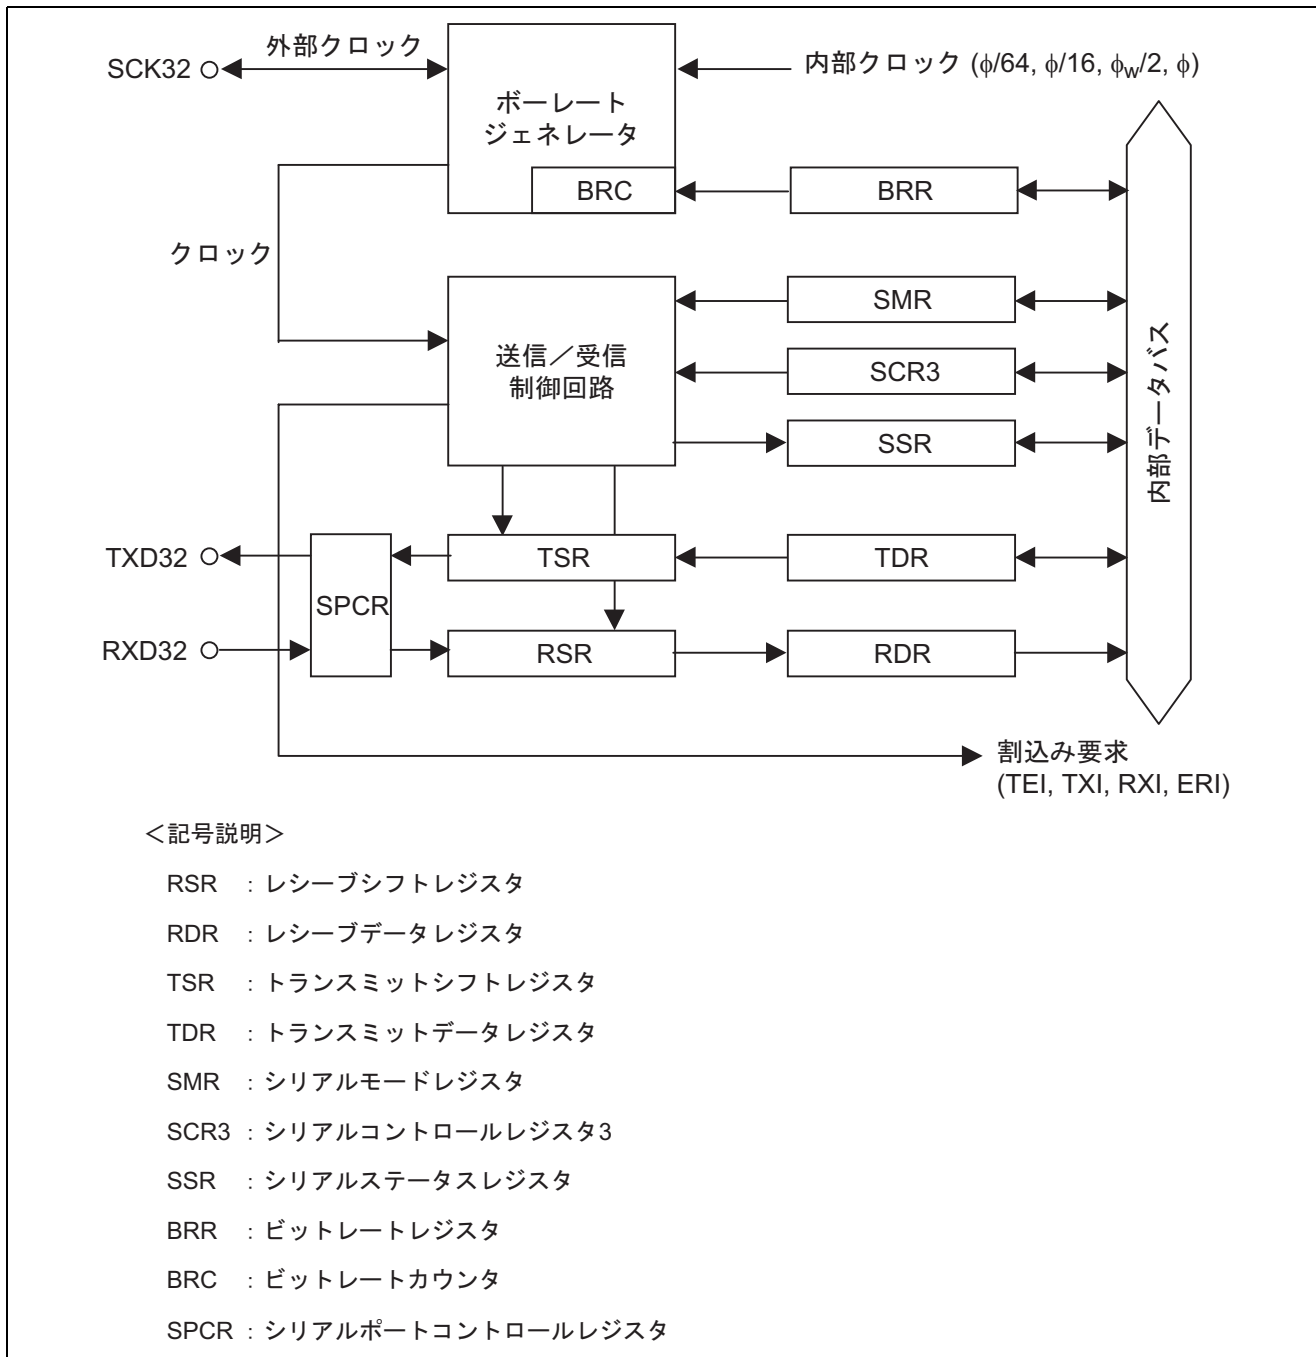 外部クロック
SCK32
内部クロック (φ/64, φ/16, φw/2, φ)
ボーレート
ジェネレータ
BRC
BRR
クロック
SMR
送信／受信
制御回路
SCR3
SSR
内部データバス
TXD32
TSR
TDR
SPCR
RXD32
RSR
RDR
割込み要求
(TEI, TXI, RXI, ERI)
＜記号説明＞
RSR : レシーブシフトレジスタ
RDR : レシーブデータレジスタ
TSR : トランスミットシフトレジスタ
TDR : トランスミットデータレジスタ
SMR : シリアルモードレジスタ
SCR3 : シリアルコントロールレジスタ3
SSR : シリアルステータスレジスタ
BRR : ビットレートレジスタ
BRC : ビットレートカウンタ
SPCR : シリアルポートコントロールレジスタ